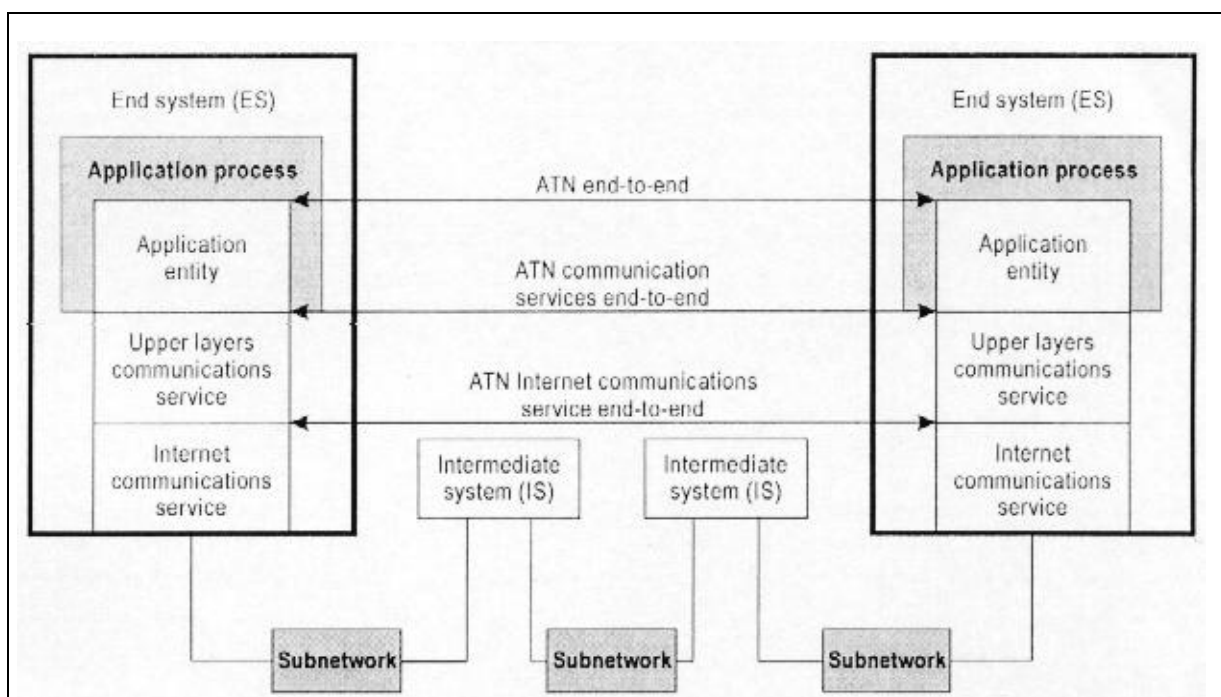 End system (ES)
End system (ES)
Application process
Application process
ATN end-to-end
Application
entity
Application
entity
ATN communication
services end-to-end
Upper layers
communications
service
Upper layers
communications
service
ATN Internet communications
service end-to-end
Internet
communications
service
Intermediate
system (IS)
Intermediate
system (IS)
Internet
communications
service
Subnetwork
Subnetwork
Subnetwork